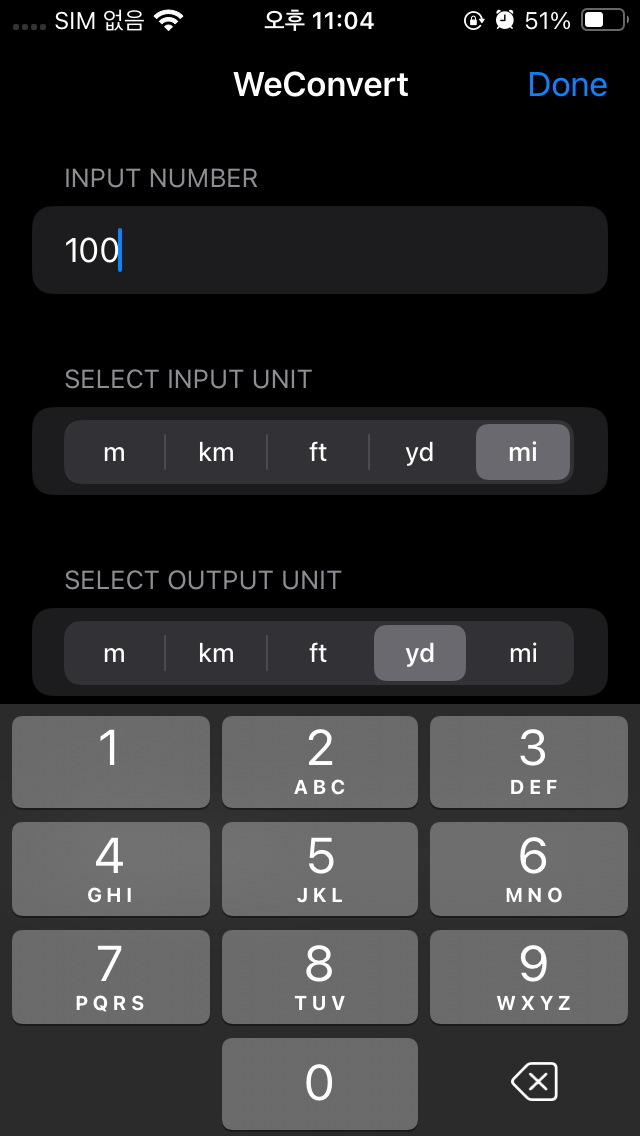 SIM 없음 오후 11:04 51%
WeConvert Done
INPUT NUMBER
100
SELECT INPUT UNIT
m km ft yd mi
SELECT OUTPUT UNIT
m km ft yd mi
1 2 3
ABC DEF
4 5 6
GHI JKL MNO
7 8 9
PQRS TUV WXYZ
0